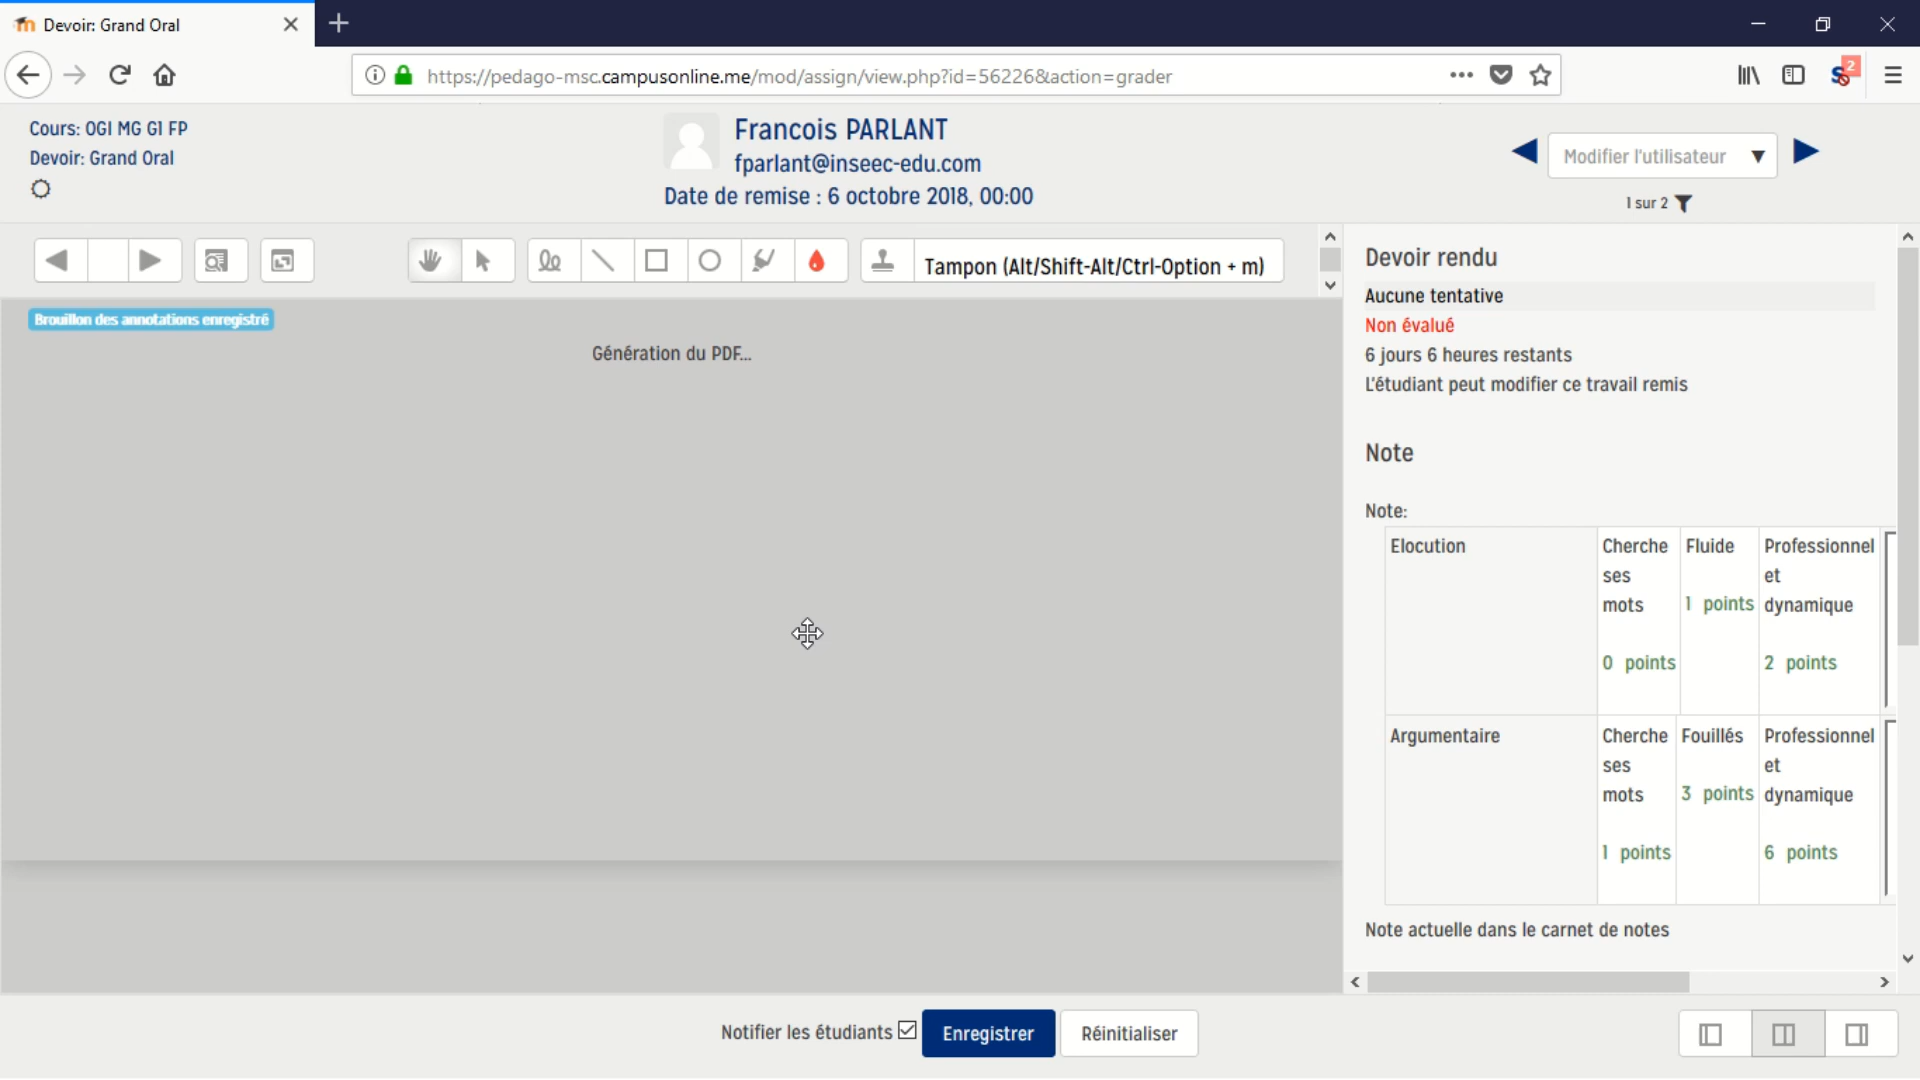 Devoir: Grand Oral
https://pedago-msc.campusonline.me/mod/assign/view.php?id=56226&action=grader
2
Cours: OGI MG G1 FP
Devoir: Grand Oral
Francois PARLANT
fparlant@inseec-edu.com
Date de remise : 6 octobre 2018, 00:00
Modifier l'utilisateur
1 sur 2
Tampon (Alt/Shift-Alt/Ctrl-Option + m)
Brouillon des annotations enregistré
Génération du PDF...
Devoir rendu
Aucune tentative
Non évalué
6 jours 6 heures restants
L'étudiant peut modifier ce travail remis
Note
Note:
Elocution
Cherche
ses
mots
0 points
Fluide
1 points
Professionnel
et
dynamique
2 points
Argumentaire
Cherche
ses
mots
1 points
Fouillés
3 points
Professionnel
et
dynamique
6 points
Note actuelle dans le carnet de notes
Notifier les étudiants
Enregistrer
Réinitialiser